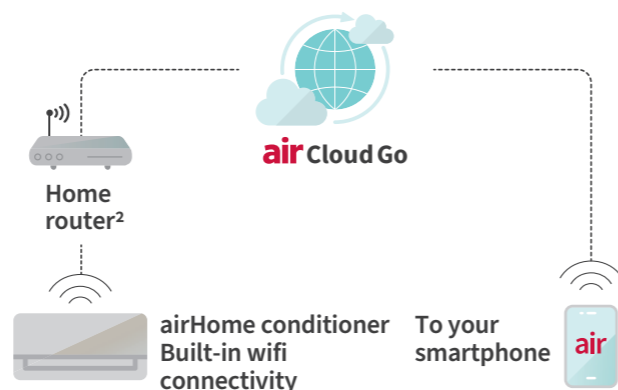 air Cloud Go
Home
router²
airHome conditioner
Built-in wifi
connectivity
To your
smartphone
air